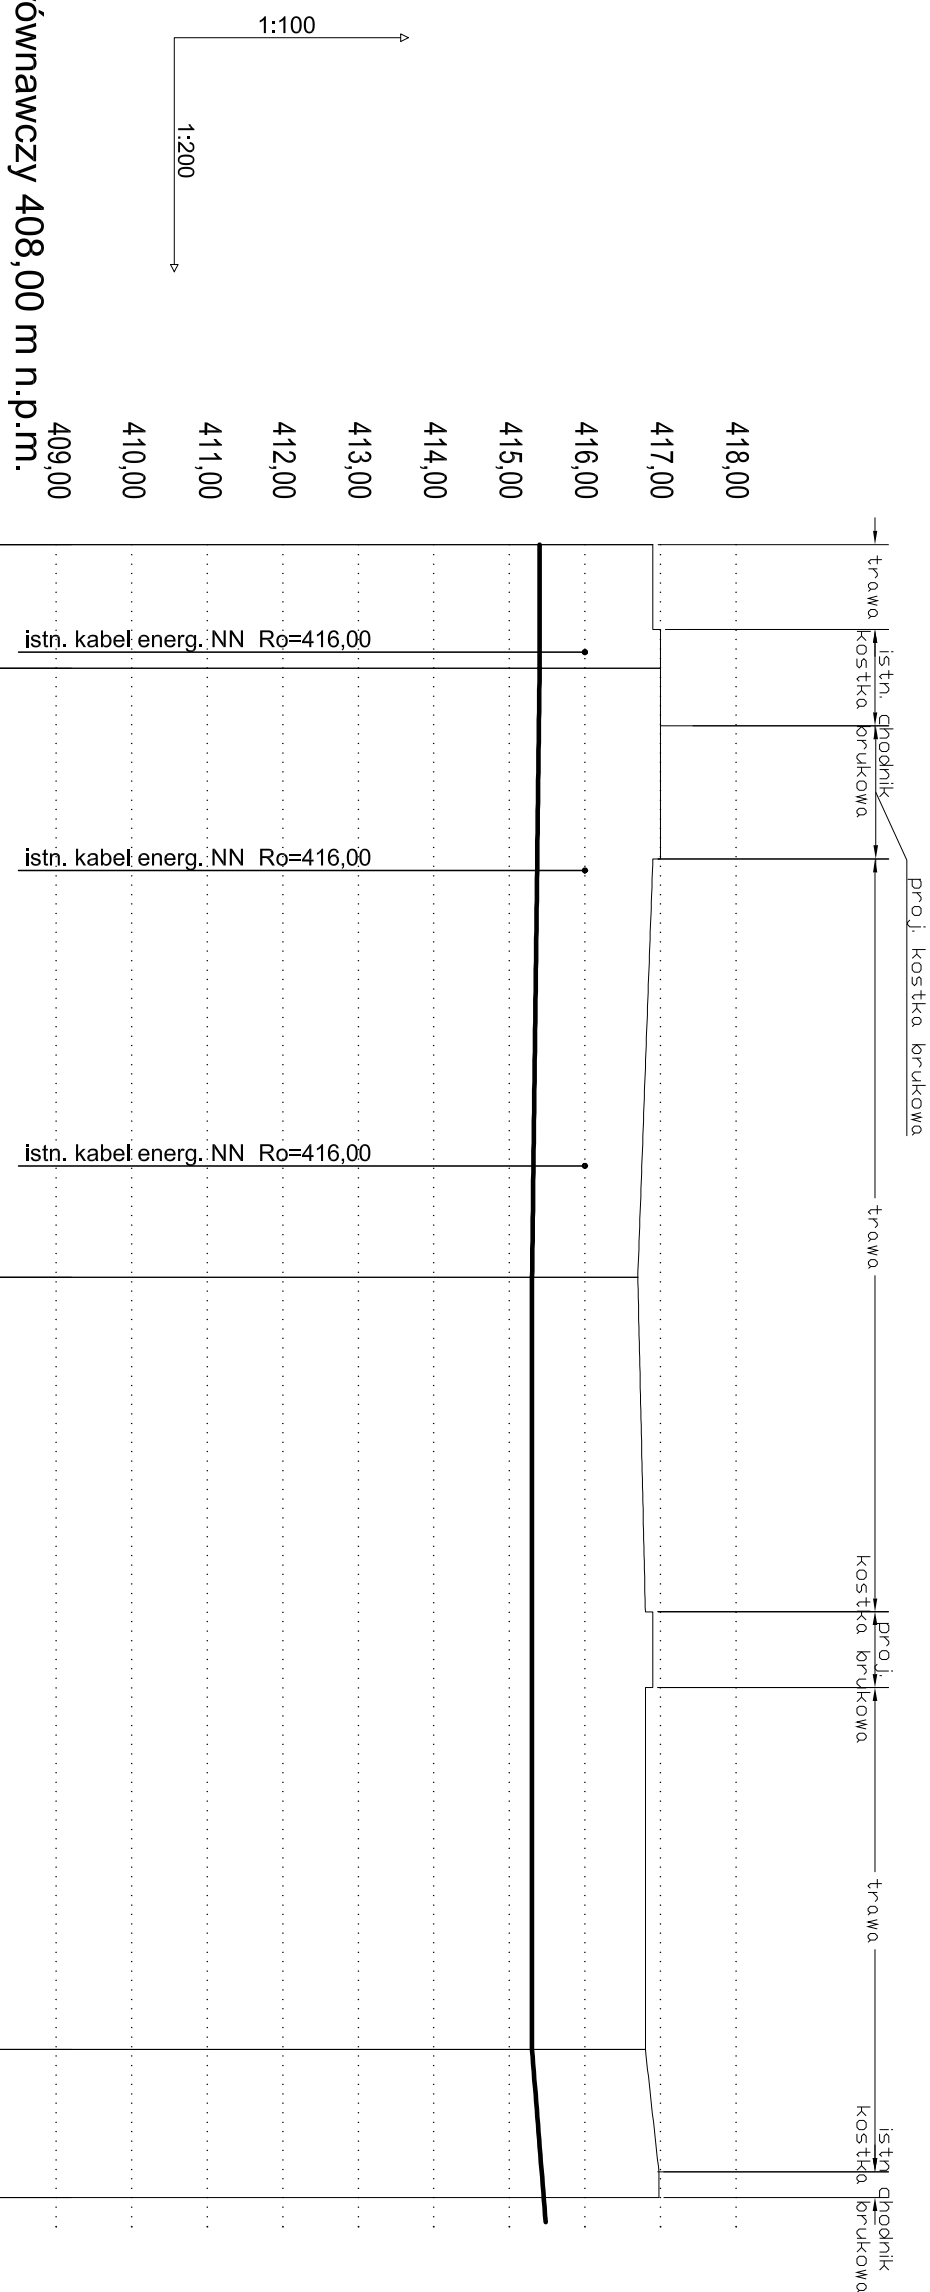 1:100
1:200
ównawczy 408,00 m n.p.m.
418,00
417,00
416,00
415,00
414,00
413,00
412,00
411,00
410,00
409,00
trawa
istn. chodnik
kostka brukowa
proj. kostka brukowa
trawa
proj.
kostka brukowa
trawa
istn. chodnik
kostka brukowa
istn. kabel energ. NN Ro=416,00
istn. kabel energ. NN Ro=416,00
istn. kabel energ. NN Ro=416,00